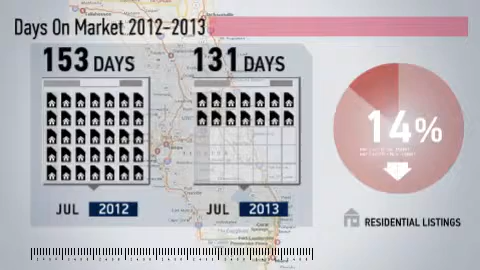 Days On Market 2012-2013
153 DAYS
131 DAYS
14%
JUL 2012
JUL 2013
RESIDENTIAL LISTINGS